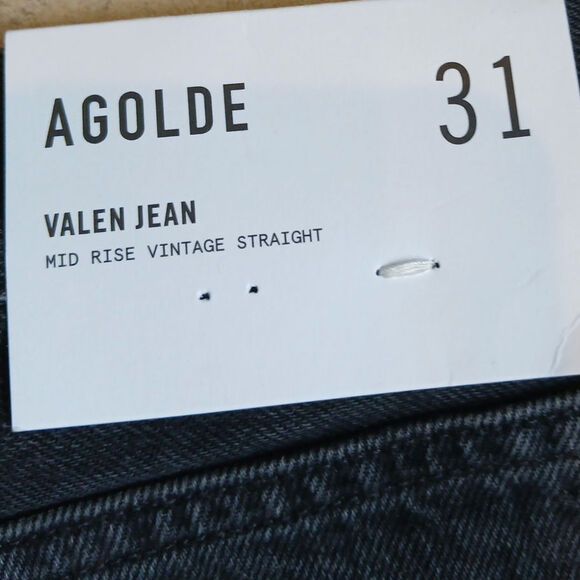 AGOLDE 31
VALEN JEAN
MID RISE VINTAGE STRAIGHT